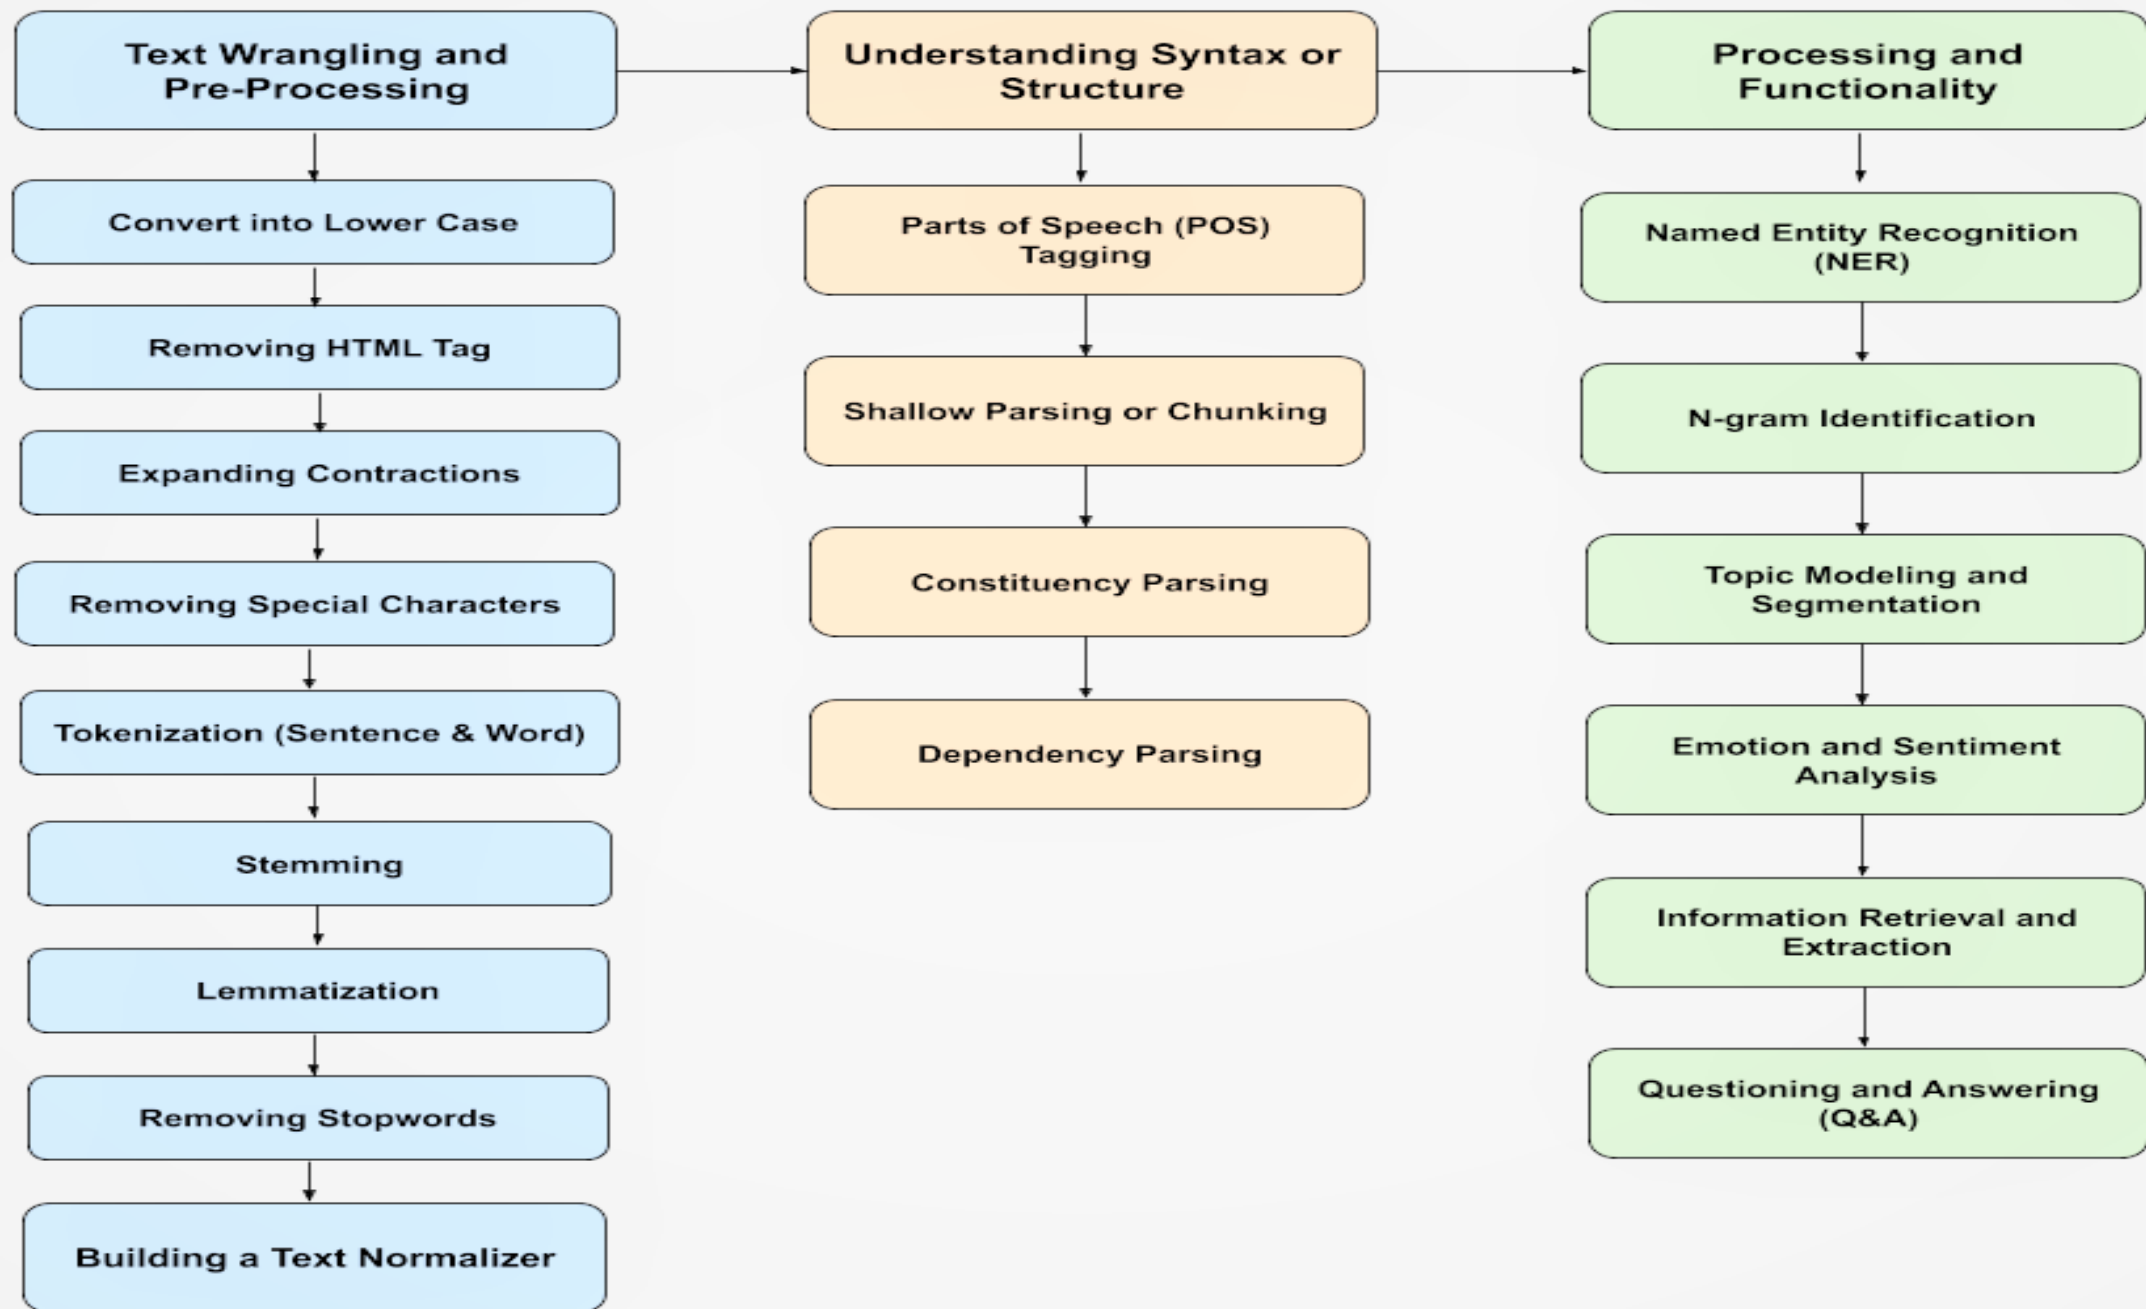 Text Wrangling and
Pre-Processing
Convert into Lower Case
Removing HTML Tag
Expanding Contractions
Removing Special Characters
Tokenization (Sentence & Word)
Stemming
Lemmatization
Removing Stopwords
Building a Text Normalizer
Understanding Syntax or
Structure
Parts of Speech (POS)
Tagging
Shallow Parsing or Chunking
Constituency Parsing
Dependency Parsing
Processing and
Functionality
Named Entity Recognition
(NER)
N-gram Identification
Topic Modeling and
Segmentation
Emotion and Sentiment
Analysis
Information Retrieval and
Extraction
Questioning and Answering
(Q&A)